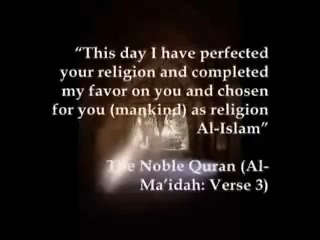 “This day I have perfected
your religion and completed
my favor on you and chosen
for you (mankind) as religion
Al-Islam”
The Noble Quran (Al-
Ma’idah: Verse 3)